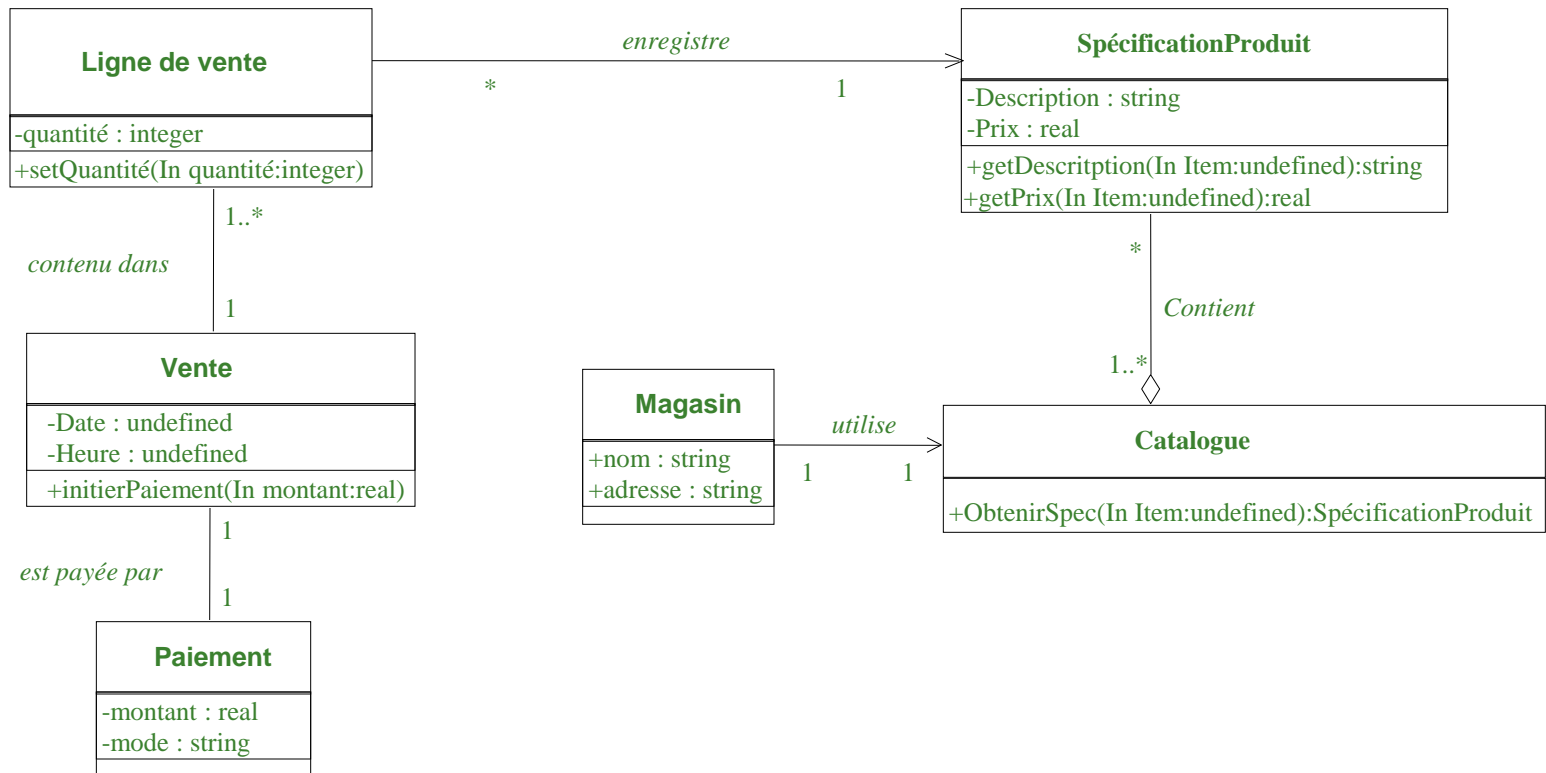 Ligne de vente
-quantité : integer
+setQuantité(In quantité:integer)
enregistre
*
1
SpécificationProduit
-Description : string
-Prix : real
+getDescritption(In Item:undefined):string
+getPrix(In Item:undefined):real
1..*
contenu dans
1
*
Contient
1..*
Vente
-Date : undefined
-Heure : undefined
+initierPaiement(In montant:real)
Magasin
+nom : string
+adresse : string
utilise
1
1
Catalogue
+ObtenirSpec(In Item:undefined):SpécificationProduit
1
est payée par
1
Paiement
-montant : real
-mode : string